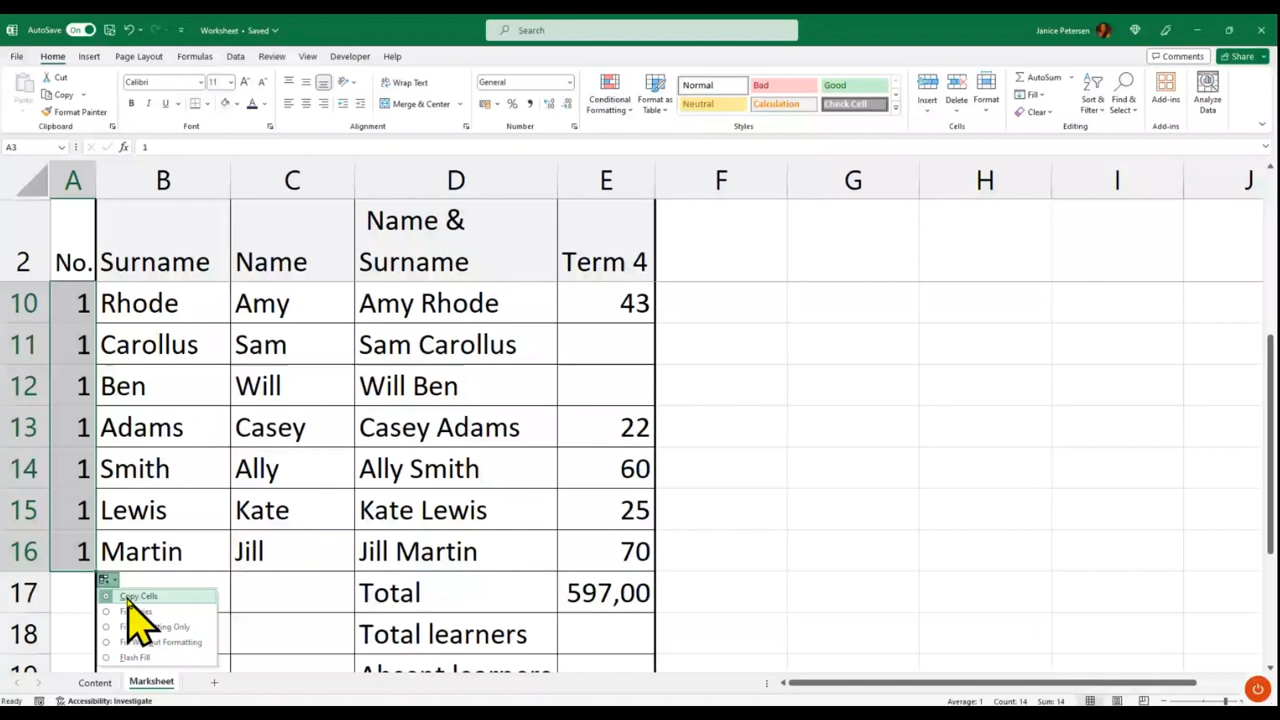 AutoSave On Worksheet • Saved Search Janice Petersen
File Home Insert Page Layout Formulas Data Review View Developer Help Comments Share
Paste Cut Copy Format Painter Clipboard
Calibri 11 B I U A Font
Wrap Text Merge & Center Alignment
General % Number
Conditional Formatting Format as Table
Normal Bad Good
Neutral Calculation Check Cell
Styles
Insert Delete Format Cells
AutoSum Fill Clear Sort & Filter Find & Select Editing
Add-ins Add-ins
Analyze Data
A3 fx 1
A B C D E F G H I J
2 No. Surname Name Name & Surname Term 4
10 1 Rhode Amy Amy Rhode 43
11 1 Carollus Sam Sam Carollus
12 1 Ben Will Will Ben
13 1 Adams Casey Casey Adams 22
14 1 Smith Ally Ally Smith 60
15 1 Lewis Kate Kate Lewis 25
16 1 Martin Jill Jill Martin 70
17 Total 597,00
18 Total learners
Copy Cells
Only
Formatting
Flash Fill
Content Marksheet
Ready Accessibility: Investigate Average: 1 Count: 14 Sum: 14